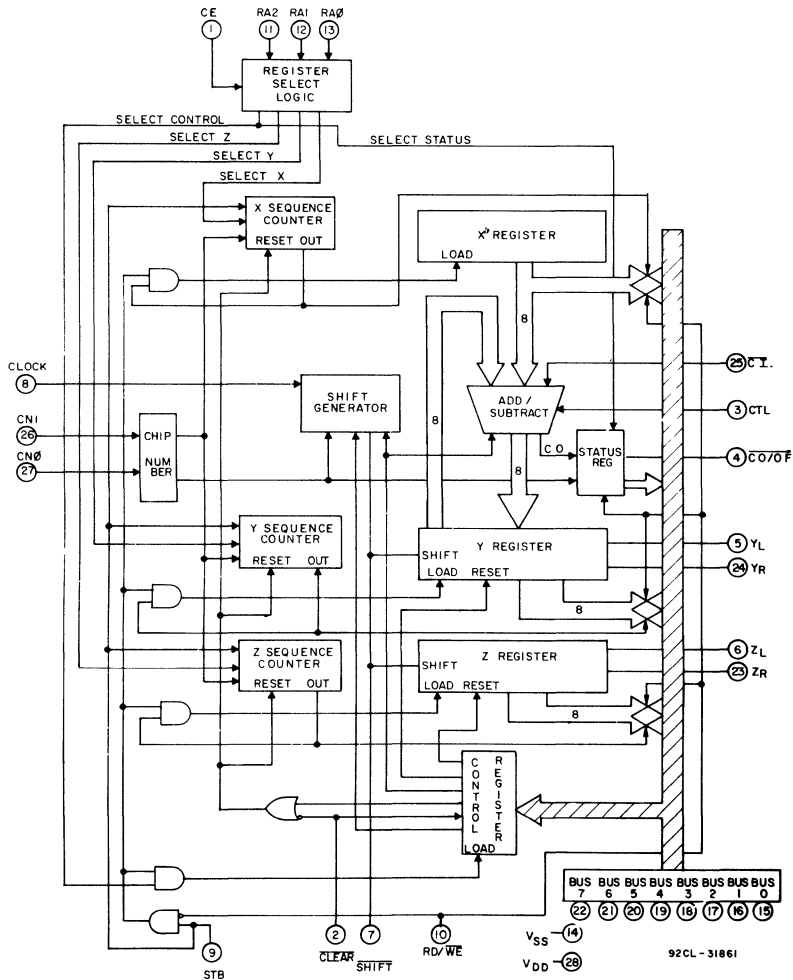 CE RA2 RA1 RAØ
1 11 12 13
REGISTER
SELECT
LOGIC
SELECT CONTROL
SELECT Z
SELECT STATUS
SELECT Y
SELECT X
X SEQUENCE
COUNTER
RESET OUT
X REGISTER
LOAD
8
CLOCK
8
SHIFT
GENERATOR
8
ADD/
SUBTRACT
25 C I.
3 CTL
CN1
26
CNØ
27
CHIP
NUMBER
8
CO
STATUS
REG
4 CO/OF
Y SEQUENCE
COUNTER
RESET OUT
Y REGISTER
SHIFT
LOAD RESET
8
5 YL
24 YR
Z SEQUENCE
COUNTER
RESET OUT
Z REGISTER
SHIFT
LOAD RESET
8
6 ZL
23 ZR
CONTROL
REGISTER
LOAD
BUS BUS BUS BUS BUS BUS BUS BUS
7 6 5 4 3 2 1 0
22 21 20 19 18 17 16 15
9
STB
2
CLEAR
7
SHIFT
10
RD/WE
VSS 14
VDD 28
92CL-31861